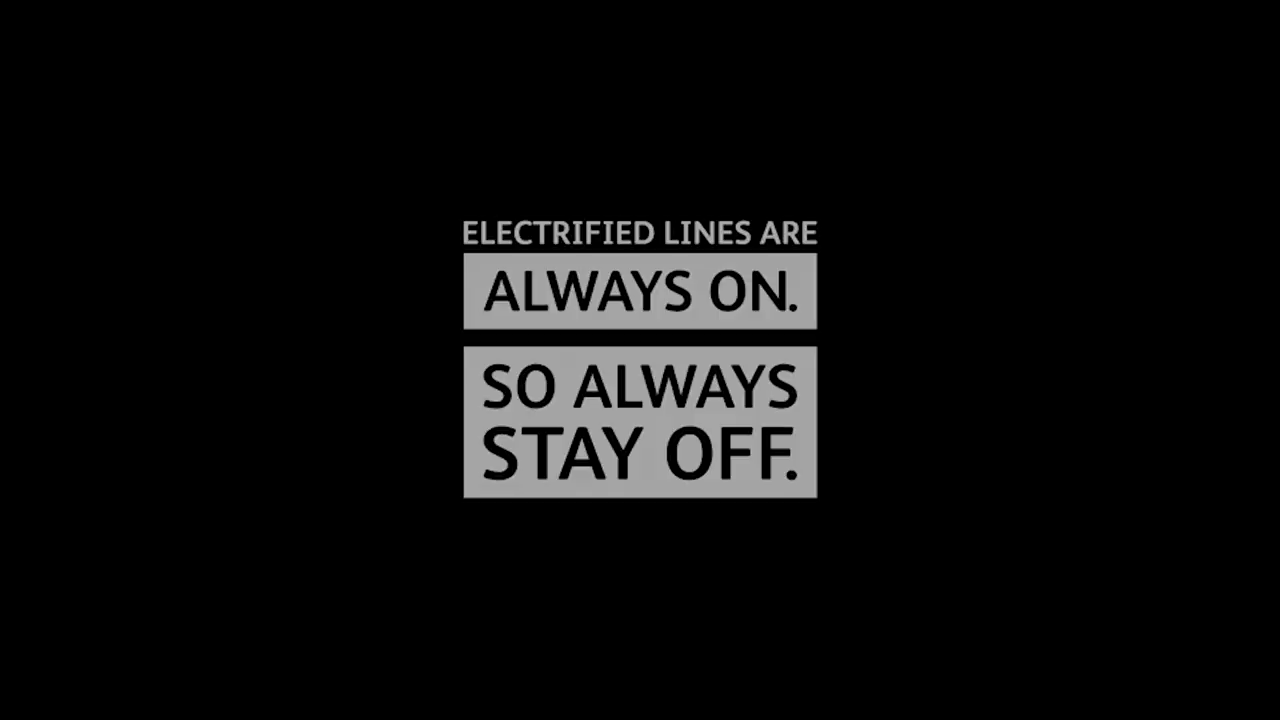 ELECTRIFIED LINES ARE
ALWAYS ON.
SO ALWAYS
STAY OFF.